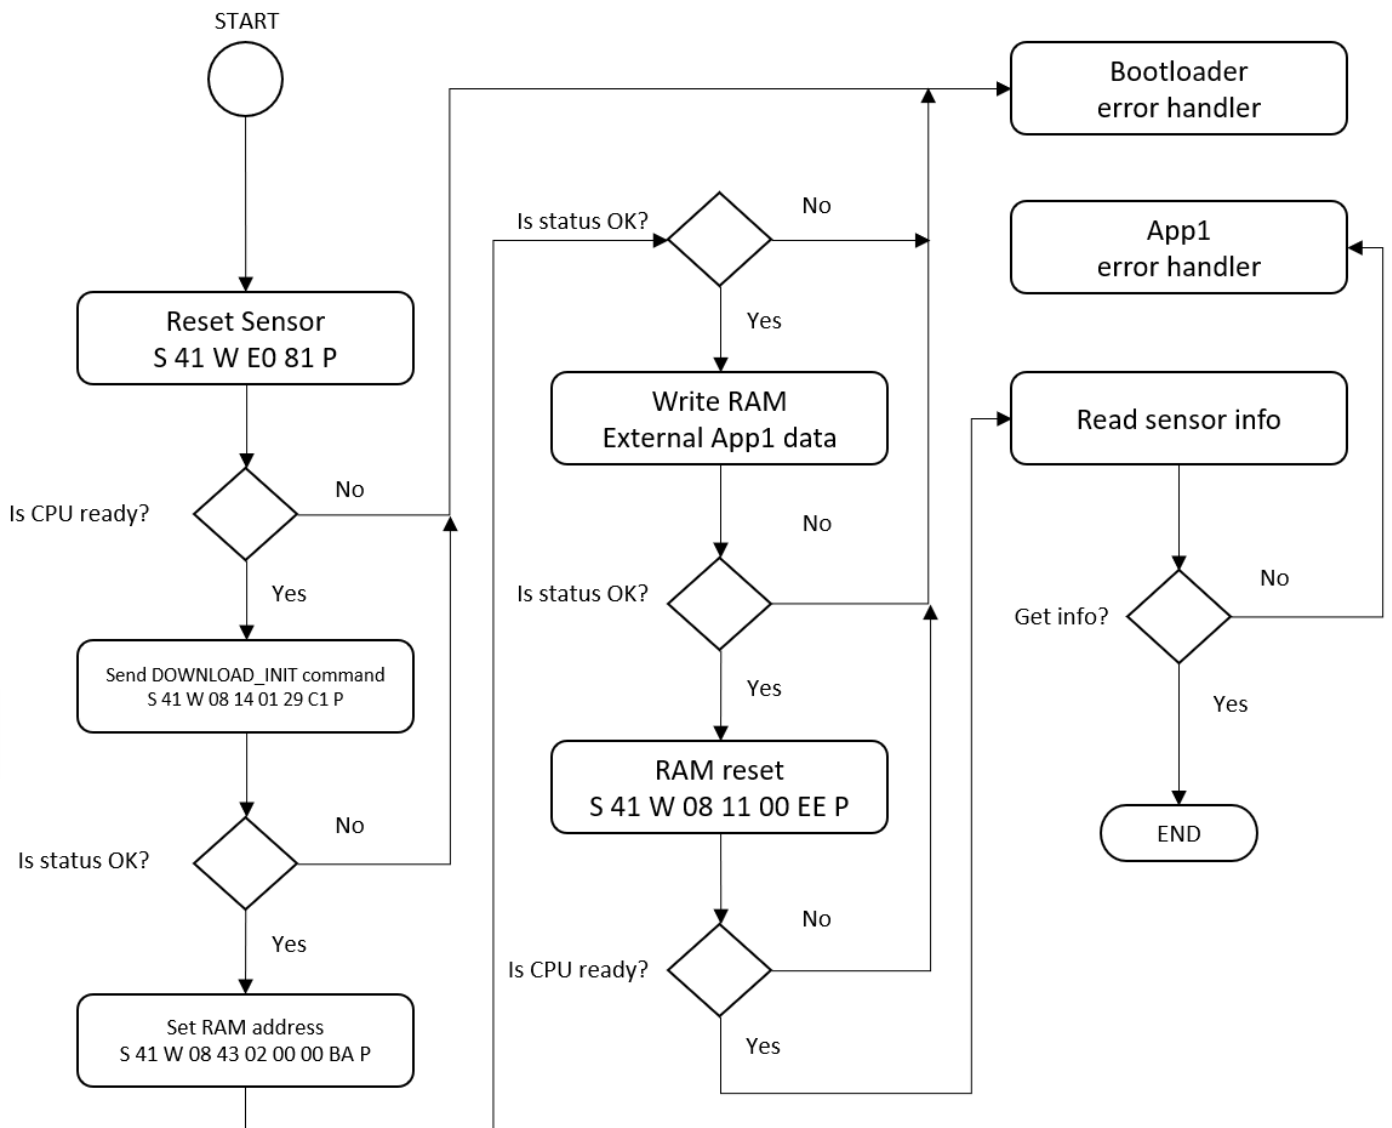 START
Reset Sensor
S 41 W E0 81 P
No
Is CPU ready?
Yes
Send DOWNLOAD_INIT command
S 41 W 08 14 01 29 C1 P
No
Is status OK?
Yes
Set RAM address
S 41 W 08 43 02 00 00 BA P
Is status OK?
No
Yes
Write RAM
External App1 data
No
Is status OK?
Yes
RAM reset
S 41 W 08 11 00 EE P
No
Is CPU ready?
Yes
Bootloader
error handler
App1
error handler
Read sensor info
No
Get info?
Yes
END